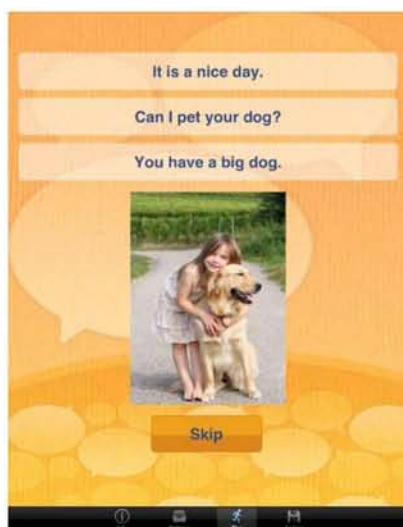 It is a nice day.
Can I pet your dog?
You have a big dog.
Skip